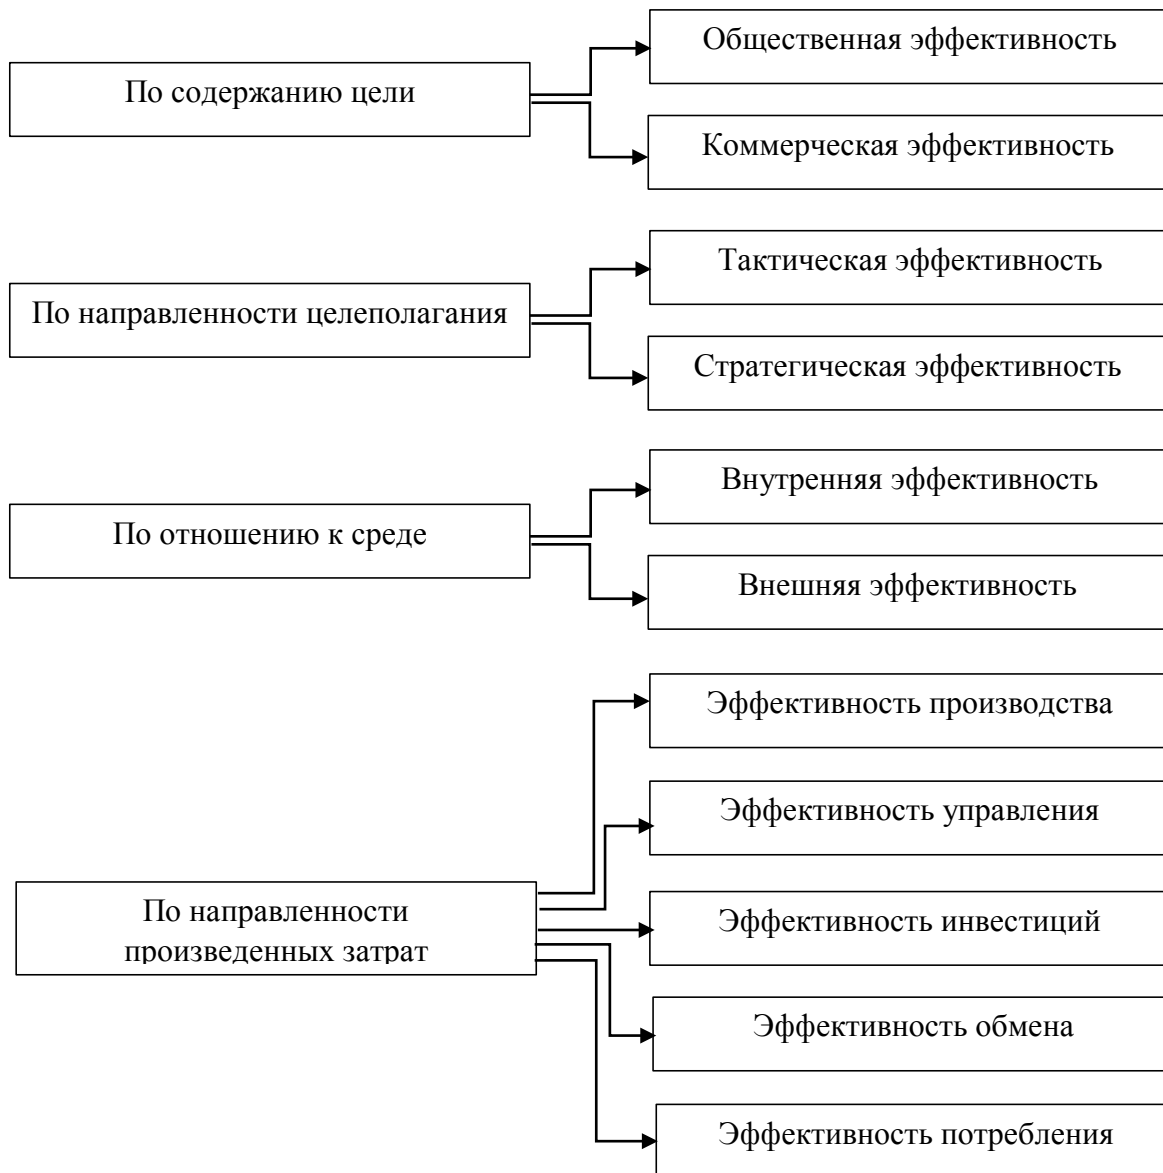 По содержанию цели
Общественная эффективность
Коммерческая эффективность
По направленности целеполагания
Тактическая эффективность
Стратегическая эффективность
По отношению к среде
Внутренняя эффективность
Внешняя эффективность
По направленности
произведенных затрат
Эффективность производства
Эффективность управления
Эффективность инвестиций
Эффективность обмена
Эффективность потребления